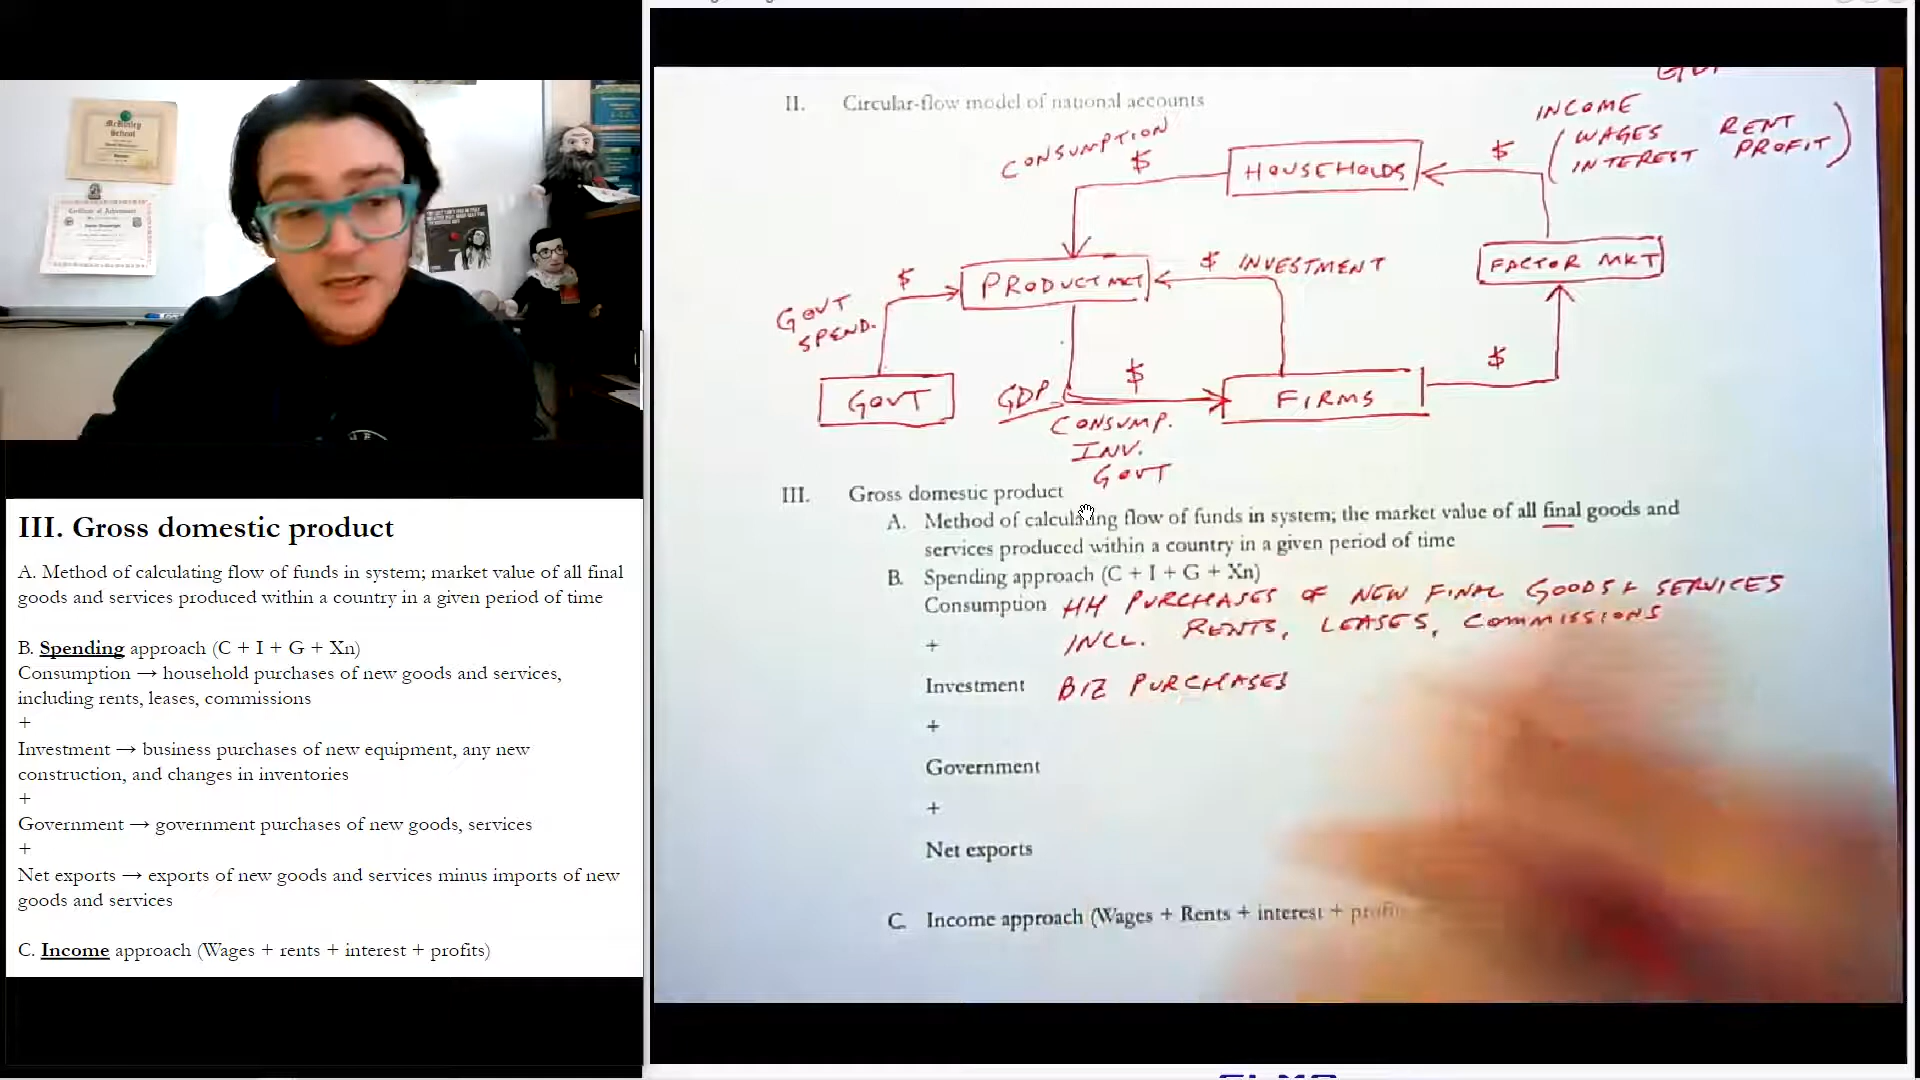 McKinley
School
Certificate of Achievement
III. Gross domestic product
A. Method of calculating flow of funds in system; market value of all final
goods and services produced within a country in a given period of time
B. Spending approach (C + I + G + Xn)
Consumption → household purchases of new goods and services,
including rents, leases, commissions
+
Investment → business purchases of new equipment, any new
construction, and changes in inventories
+
Government → government purchases of new goods, services
+
Net exports → exports of new goods and services minus imports of new
goods and services
C. Income approach (Wages + rents + interest + profits)
II. Circular-flow model of national accounts
CONSUMPTION
$
HOUSEHOLDS
$
INCOME
(WAGES RENT
INTEREST PROFIT)
GOVT
SPEND.
$
PRODUCT MKT
$ INVESTMENT
FACTOR MKT
GOVT
GDP
$
FIRMS
$
CONSUMP.
INV.
GOVT
III. Gross domestic product
A. Method of calculating flow of funds in system; the market value of all final goods and
services produced within a country in a given period of time
B. Spending approach (C + I + G + Xn)
Consumption HH PURCHASES OF NEW FINAL GOODS + SERVICES
+ INCL. RENTS, LEASES, COMMISSIONS
Investment BIZ PURCHASES
+
Government
+
Net exports
C. Income approach (Wages + Rents + interest +